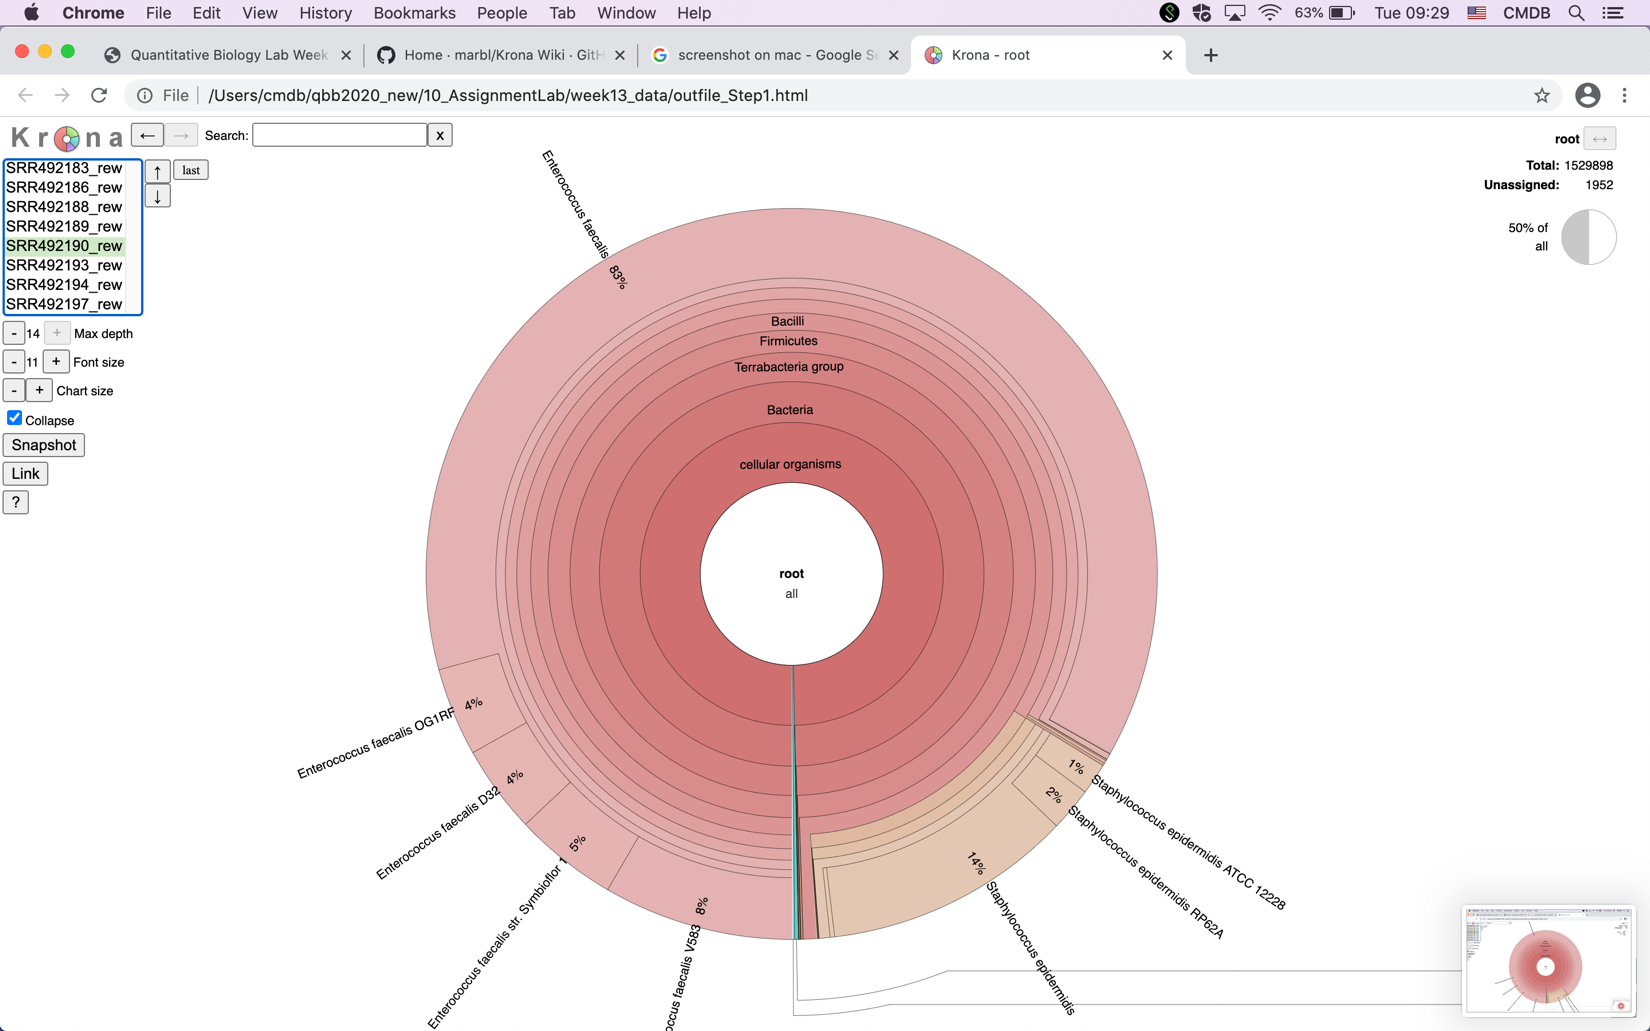 Chrome File Edit View History Bookmarks People Tab Window Help 63% Tue 09:29 CMDB
Quantitative Biology Lab Week
Home · marbl/Krona Wiki · GitH
screenshot on mac - Google Se
Krona - root
File /Users/cmdb/qbb2020_new/10_AssignmentLab/week13_data/outfile_Step1.html
Krona ← → Search: x
SRR492183_rew
SRR492186_rew
SRR492188_rew
SRR492189_rew
SRR492190_rew
SRR492193_rew
SRR492194_rew
SRR492197_rew
↑ last
↓
- 14 + Max depth
- 11 + Font size
- + Chart size
Collapse
Snapshot
Link
?
root ↔
Total: 1529898
Unassigned: 1952
50% of
all
Enterococcus faecalis 83%
Bacilli
Firmicutes
Terrabacteria group
Bacteria
cellular organisms
root
all
Enterococcus faecalis OG1RF 4%
Enterococcus faecalis D32 4%
Enterococcus faecalis str. Symbioflor 1 5%
occus faecalis V583 8%
14% Staphylococcus epidermidis
2% Staphylococcus epidermidis RP62A
1% Staphylococcus epidermidis ATCC 12228